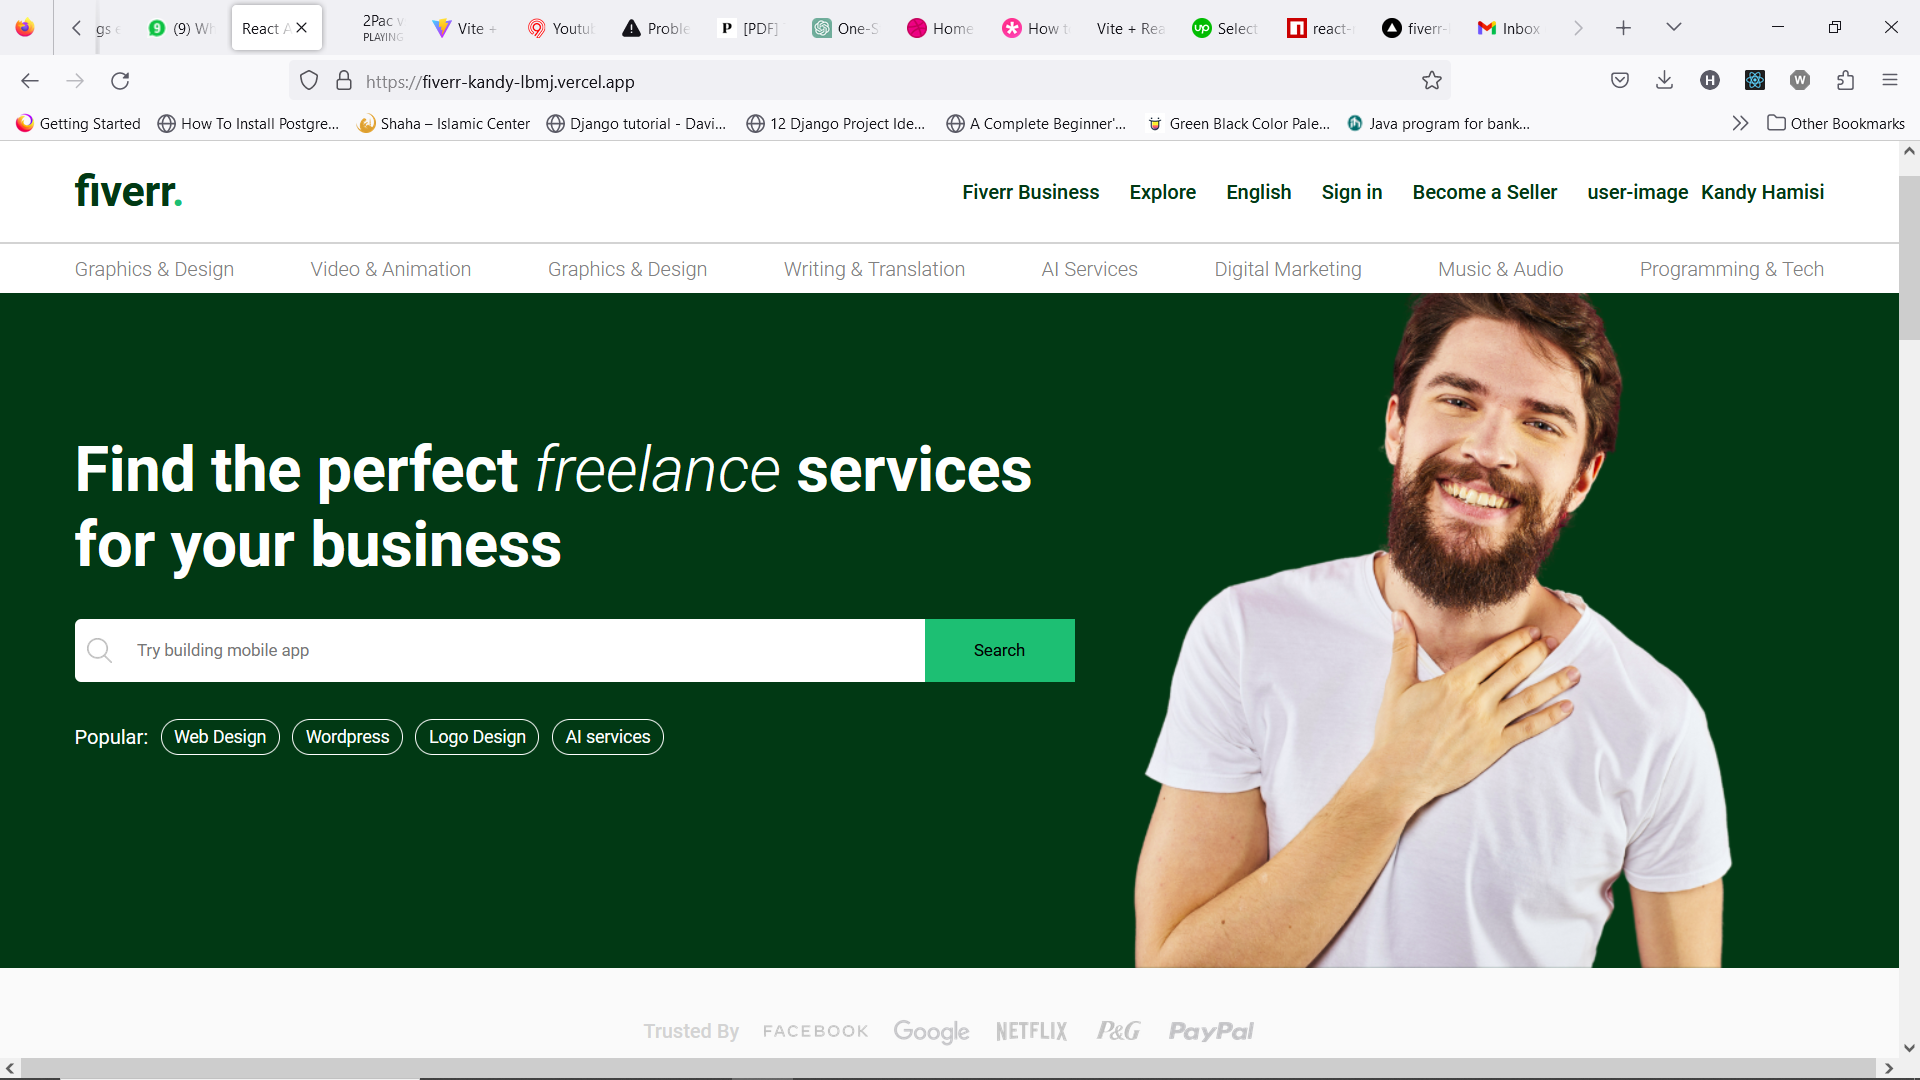 (9) Wh
React A
2Pac v
PLAYING
Vite +
Youtu
Proble
[PDF]
One-S
Home
How t
Vite + Rea
Select
react-
fiverr-
Inbox
https://fiverr-kandy-lbmj.vercel.app
Getting Started
How To Install Postgre...
Shaha – Islamic Center
Django tutorial - Davi...
12 Django Project Ide...
A Complete Beginner'...
Green Black Color Pale...
Java program for bank...
Other Bookmarks
fiverr.
Fiverr Business
Explore
English
Sign in
Become a Seller
user-image
Kandy Hamisi
Graphics & Design
Video & Animation
Graphics & Design
Writing & Translation
AI Services
Digital Marketing
Music & Audio
Programming & Tech
Find the perfect freelance services
for your business
Try building mobile app
Search
Popular:
Web Design
Wordpress
Logo Design
AI services
Trusted By
FACEBOOK
Google
NETFLIX
P&G
PayPal